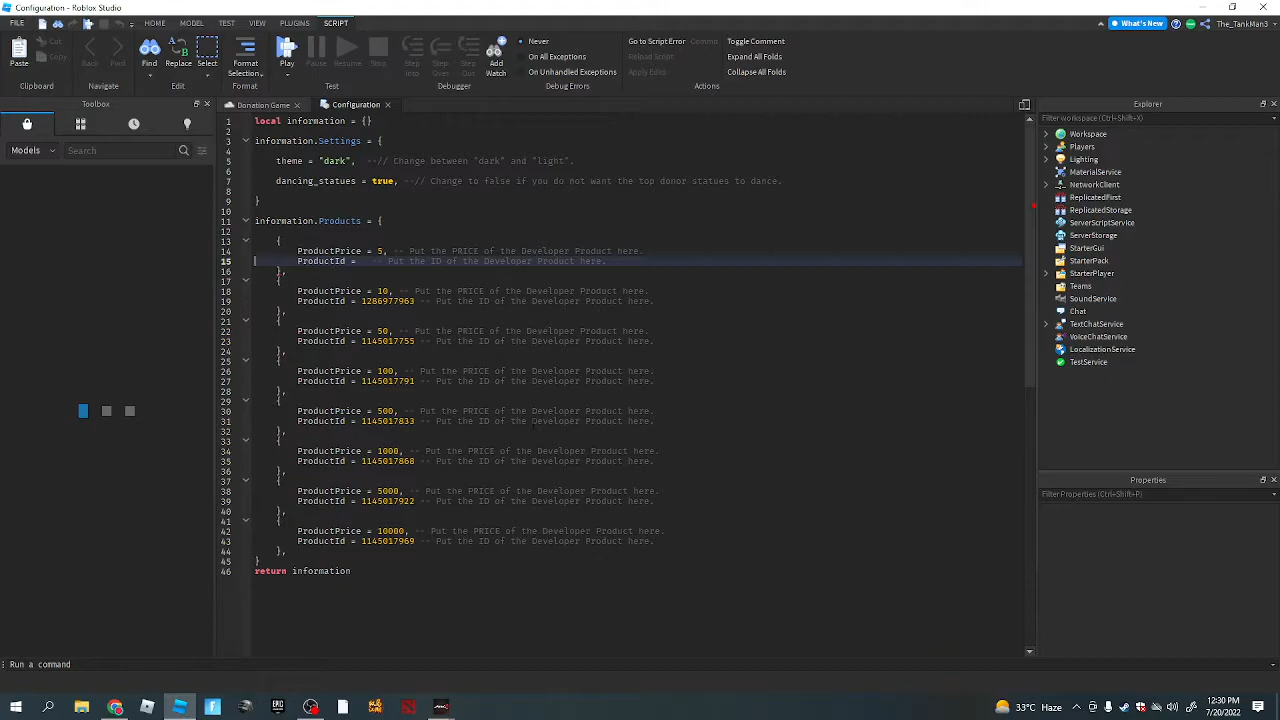 Configuration - Roblox Studio
FILE HOME MODEL TEST VIEW PLUGINS SCRIPT What's New The_TankMan3
Paste Cut Copy Back Fwd Find Replace Select Format Selection Play Pause Resume Stop Step Into Step Over Step Out Add Watch Never On All Exceptions On Unhandled Exceptions Go to Script Error Reload Script Apply Edits Toggle Comment Expand All Folds Collapse All Folds
Clipboard Navigate Edit Format Test Debugger Debug Errors Actions
Toolbox Donation Game Configuration Explorer
Models Search
Filter workspace (Ctrl+Shift+X)
1 local information = {}
2
3 information.Settings = {
4
5 theme = "dark", --// Change between "dark" and "light".
6
7 dancing_statues = true, --// Change to false if you do not want the top donor statues to dance.
8
9 }
10
11 information.Products = {
12
13 {
14 ProductPrice = 5, -- Put the PRICE of the Developer Product here.
15 ProductId = -- Put the ID of the Developer Product here.
16 },
17 {
18 ProductPrice = 10, -- Put the PRICE of the Developer Product here.
19 ProductId = 1286977963 -- Put the ID of the Developer Product here.
20 },
21 {
22 ProductPrice = 50, -- Put the PRICE of the Developer Product here.
23 ProductId = 1145017755 -- Put the ID of the Developer Product here.
24 },
25 {
26 ProductPrice = 100, -- Put the PRICE of the Developer Product here.
27 ProductId = 1145017791 -- Put the ID of the Developer Product here.
28 },
29 {
30 ProductPrice = 500, -- Put the PRICE of the Developer Product here.
31 ProductId = 1145017833 -- Put the ID of the Developer Product here.
32 },
33 {
34 ProductPrice = 1000, -- Put the PRICE of the Developer Product here.
35 ProductId = 1145017868 -- Put the ID of the Developer Product here.
36 },
37 {
38 ProductPrice = 5000, -- Put the PRICE of the Developer Product here.
39 ProductId = 1145017922 -- Put the ID of the Developer Product here.
40 },
41 {
42 ProductPrice = 10000, -- Put the PRICE of the Developer Product here.
43 ProductId = 1145017969 -- Put the ID of the Developer Product here.
44 },
45 }
46 return information
Workspace
Players
Lighting
MaterialService
NetworkClient
ReplicatedFirst
ReplicatedStorage
ServerScriptService
ServerStorage
StarterGui
StarterPack
StarterPlayer
Teams
SoundService
Chat
TextChatService
VoiceChatService
LocalizationService
TestService
Properties
Filter Properties (Ctrl+Shift+P)
Run a command
33°C Haze 12:30 PM
7/20/2022